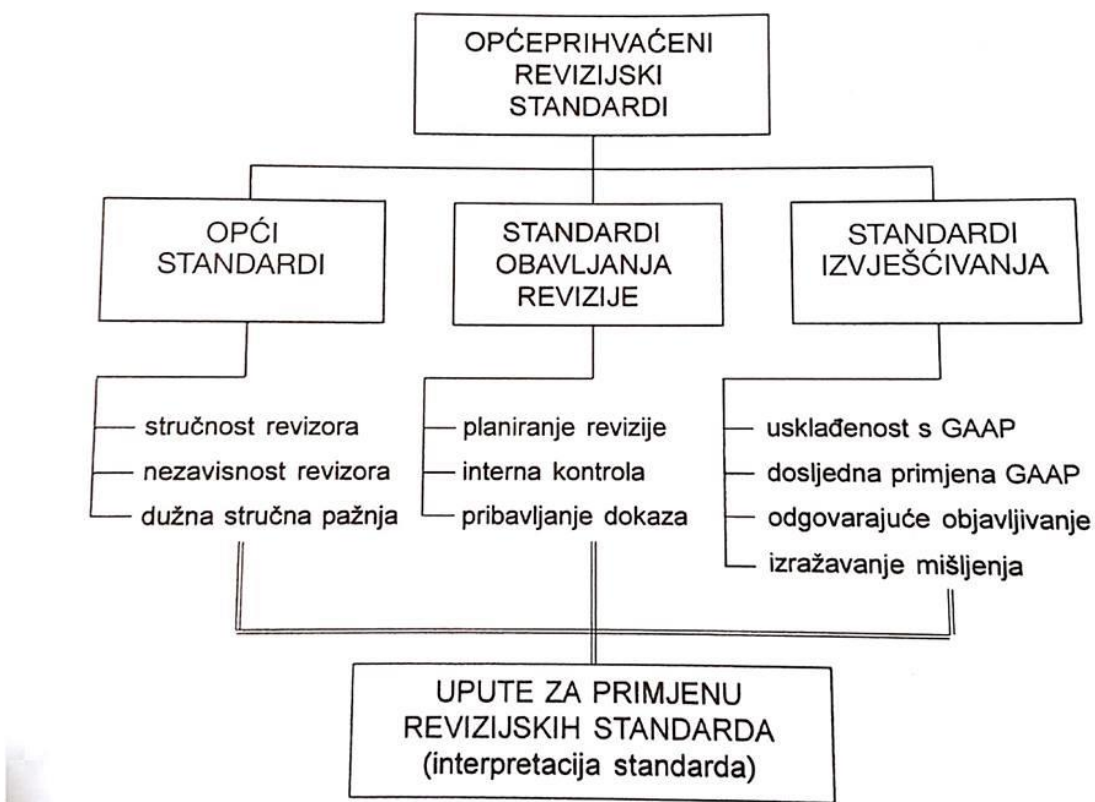 OPĆEPRIHVAĆENI
REVIZIJSKI
STANDARDI
OPĆI
STANDARDI
STANDARDI
OBAVLJANJA
REVIZIJE
STANDARDI
IZVJEŠĆIVANJA
stručnost revizora
nezavisnost revizora
dužna stručna pažnja
planiranje revizije
interna kontrola
pribavljanje dokaza
usklađenost s GAAP
dosljedna primjena GAAP
odgovarajuće objavljivanje
izražavanje mišljenja
UPUTE ZA PRIMJENU
REVIZIJSKIH STANDARDA
(interpretacija standarda)